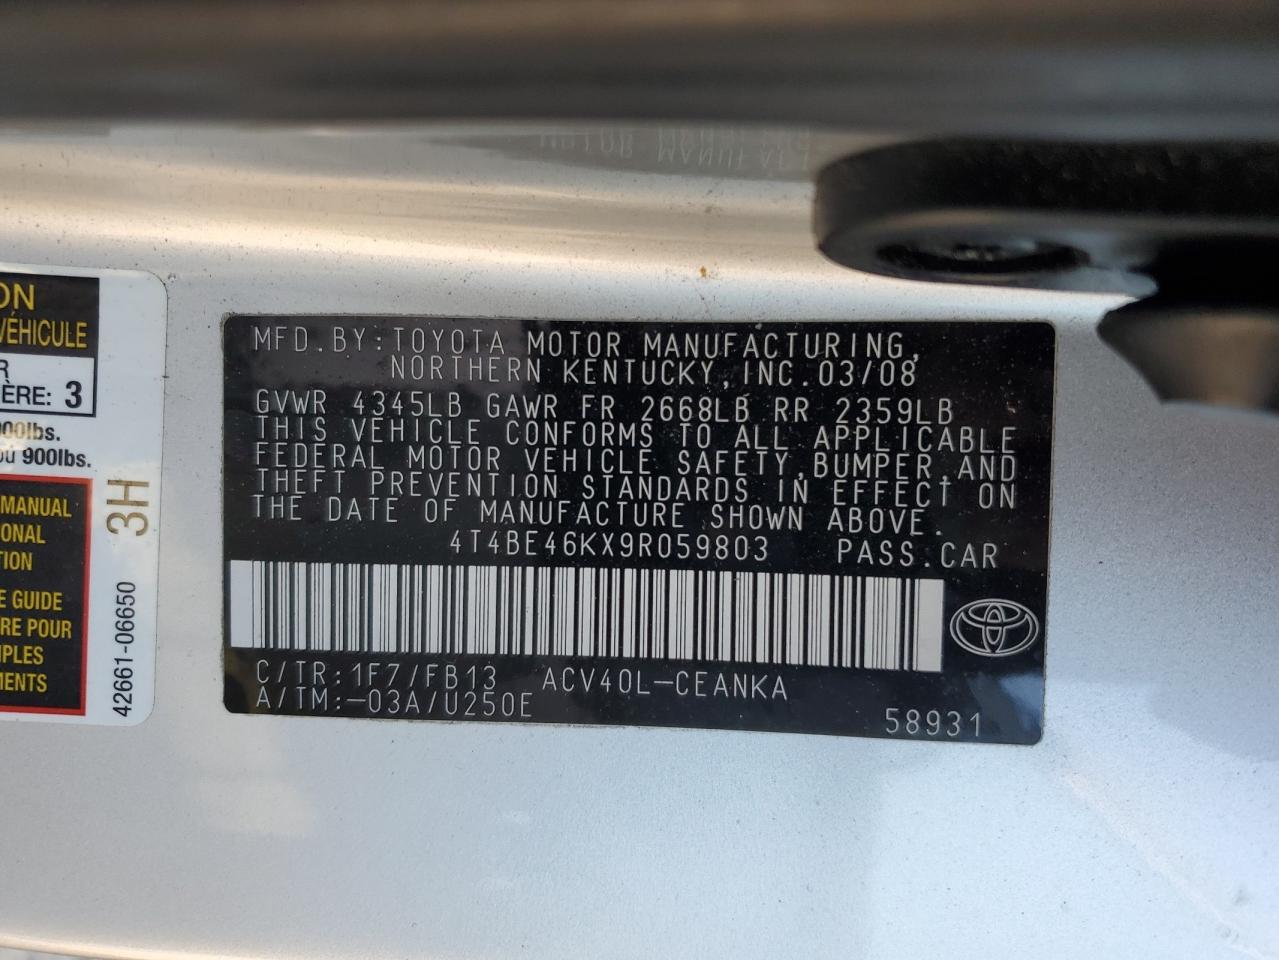 ON
VÉHICULE
R
ÈRE: 3
00lbs.
ou 900lbs.
MANUAL
ONAL
TION
E GUIDE
RE POUR
PLES
MENTS
3H
42661-06650
MFD.BY:TOYOTA MOTOR MANUFACTURING,
NORTHERN KENTUCKY,INC.03/08
GVWR 4345LB GAWR FR 2668LB RR 2359LB
THIS VEHICLE CONFORMS TO ALL APPLICABLE
FEDERAL MOTOR VEHICLE SAFETY,BUMPER,AND
THEFT PREVENTION STANDARDS IN EFFECT ON
THE DATE OF MANUFACTURE SHOWN ABOVE.
4T4BE46KX9R059803 PASS.CAR
C/TR:1F7/FB13 ACV40L-CEANKA
A/TM:-03A/U250E
58931